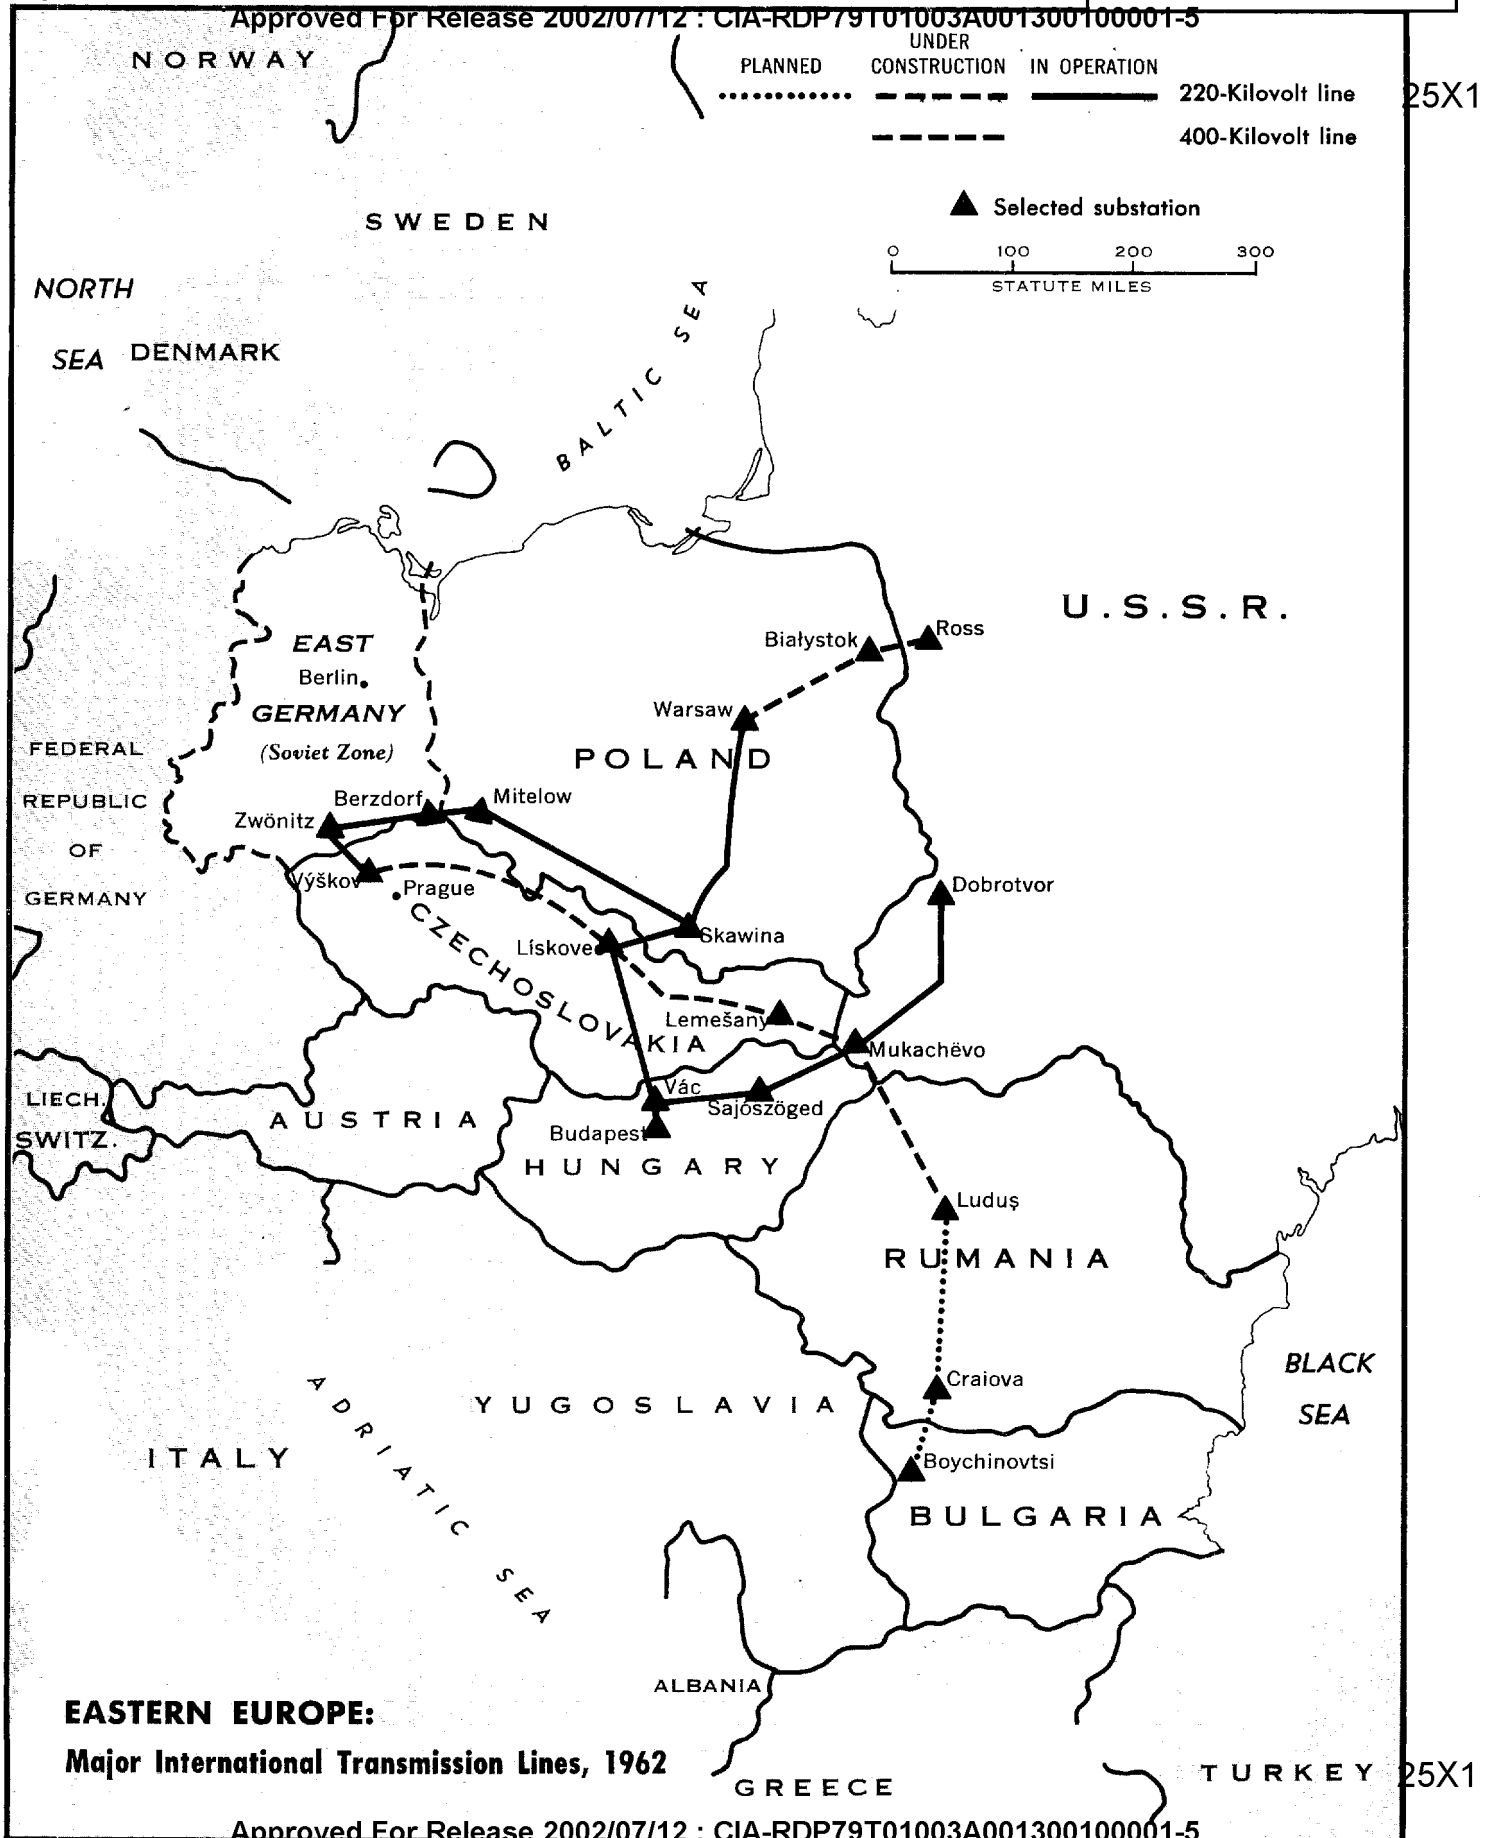 Approved For Release 2002/07/12 : CIA-RDP79T01003A001300100001-5
NORWAY
PLANNED
UNDER
CONSTRUCTION
IN OPERATION
220-Kilovolt line
25X1
400-Kilovolt line
Selected substation
SWEDEN
0 100 200 300
STATUTE MILES
NORTH
SEA
DENMARK
BALTIC SEA
U.S.S.R.
EAST
Berlin
GERMANY
(Soviet Zone)
Białystok
Ross
Warsaw
POLAND
FEDERAL
REPUBLIC
OF
GERMANY
Berzdorf
Mitelow
Zwönitz
Výškov
Prague
Dobrotvor
CZECHOSLOVAKIA
Lískove
Skawina
Lemešany
Mukachëvo
Vác
Sajószöged
Budapest
LIECH.
SWITZ.
AUSTRIA
HUNGARY
Luduş
RUMANIA
Craiova
BLACK
SEA
YUGOSLAVIA
ADRIATIC SEA
ITALY
Boychinovtsi
BULGARIA
ALBANIA
EASTERN EUROPE:
Major International Transmission Lines, 1962
GREECE
TURKEY
25X1
Approved For Release 2002/07/12 : CIA-RDP79T01003A001300100001-5